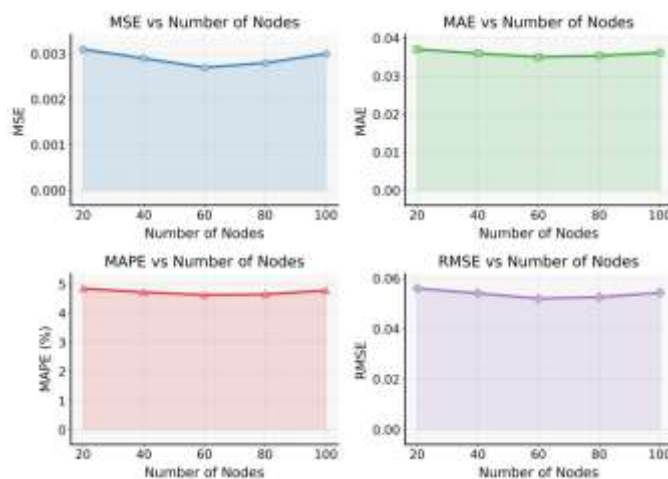 MSE vs Number of Nodes
MSE
0.003
0.002
0.001
0.000
20 40 60 80 100
Number of Nodes
MAE vs Number of Nodes
MAE
0.04
0.03
0.02
0.01
0.00
20 40 60 80 100
Number of Nodes
MAPE vs Number of Nodes
MAPE (%)
5
4
3
2
1
0
20 40 60 80 100
Number of Nodes
RMSE vs Number of Nodes
RMSE
0.06
0.04
0.02
0.00
20 40 60 80 100
Number of Nodes